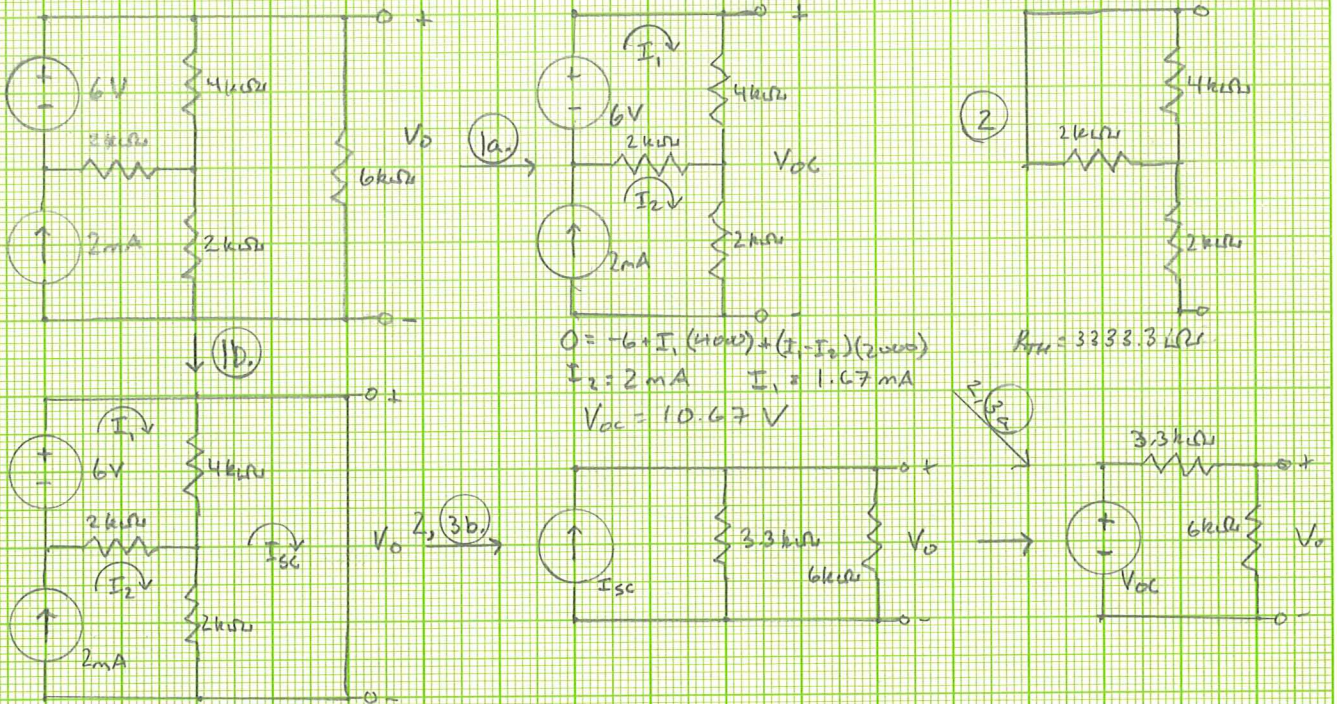 +
6V
4kΩ
2kΩ
Vo
6kΩ
2mA
2kΩ
-
1a.
+
I₁
6V
4kΩ
2kΩ
Voc
I₂
2mA
2kΩ
-
0 = -6 + I₁ (4000) + (I₁-I₂)(2000)
I₂ = 2 mA I₁ = 1.67 mA
Voc = 10.67 V
2
4kΩ
2kΩ
2kΩ
RTH = 3333.3 kΩ
1b.
+
I₁
6V
4kΩ
2kΩ
Isc
Vo
I₂
2kΩ
2mA
-
2, 3b.
+
Isc
3.3kΩ
6kΩ
Vo
-
2, 3a
3.3kΩ
+
+
-
Voc
6kΩ
Vo
-